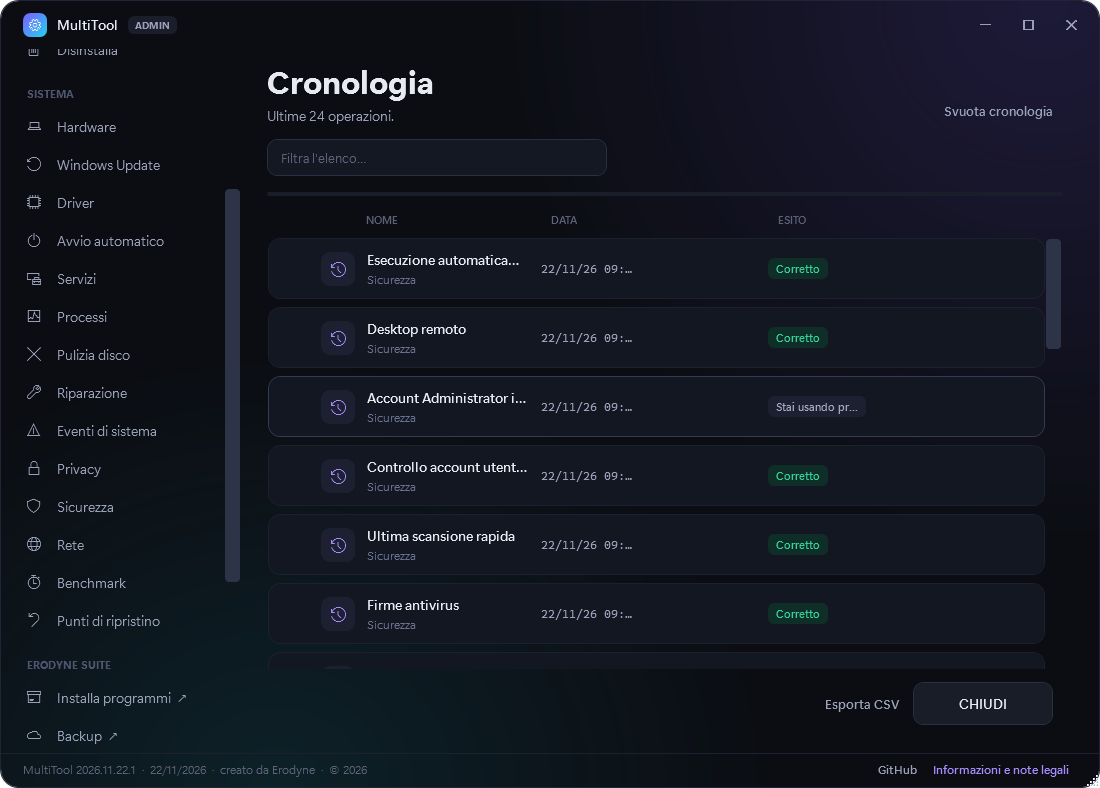 MultiTool ADMIN
Disinstalla
SISTEMA
Hardware
Windows Update
Driver
Avvio automatico
Servizi
Processi
Pulizia disco
Riparazione
Eventi di sistema
Privacy
Sicurezza
Rete
Benchmark
Punti di ripristino
ERODYNE SUITE
Installa programmi ↗
Backup ↗
Cronologia
Ultime 24 operazioni.
Svuota cronologia
Filtra l'elenco...
NOME DATA ESITO
Esecuzione automatica... 22/11/26 09:… Corretto
Sicurezza
Desktop remoto 22/11/26 09:… Corretto
Sicurezza
Account Administrator i... 22/11/26 09:… Stai usando pr...
Sicurezza
Controllo account utent... 22/11/26 09:… Corretto
Sicurezza
Ultima scansione rapida 22/11/26 09:… Corretto
Sicurezza
Firme antivirus 22/11/26 09:… Corretto
Sicurezza
Esporta CSV CHIUDI
MultiTool 2026.11.22.1 · 22/11/2026 · creato da Erodyne · © 2026
GitHub Informazioni e note legali